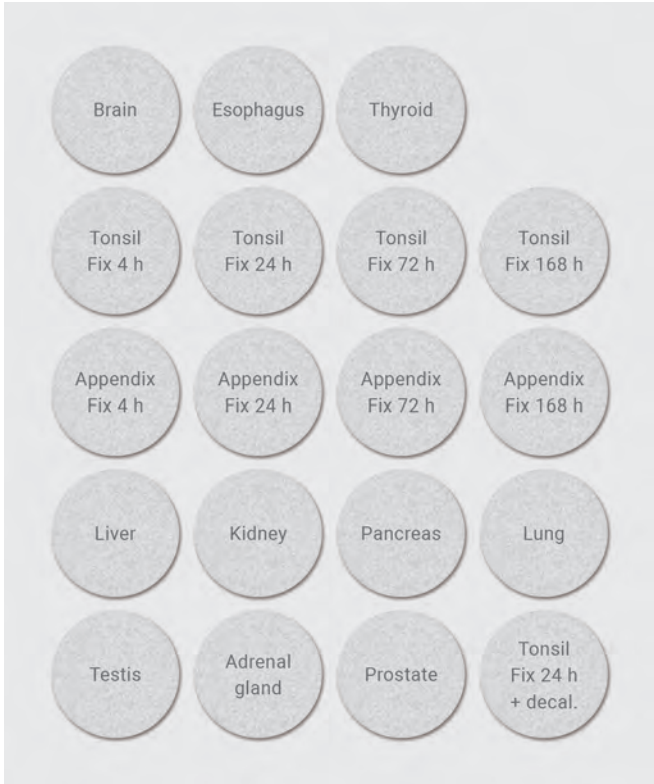 Brain
Esophagus
Thyroid
Tonsil
Fix 4 h
Tonsil
Fix 24 h
Tonsil
Fix 72 h
Tonsil
Fix 168 h
Appendix
Fix 4 h
Appendix
Fix 24 h
Appendix
Fix 72 h
Appendix
Fix 168 h
Liver
Kidney
Pancreas
Lung
Testis
Adrenal
gland
Prostate
Tonsil
Fix 24 h
+ decal.